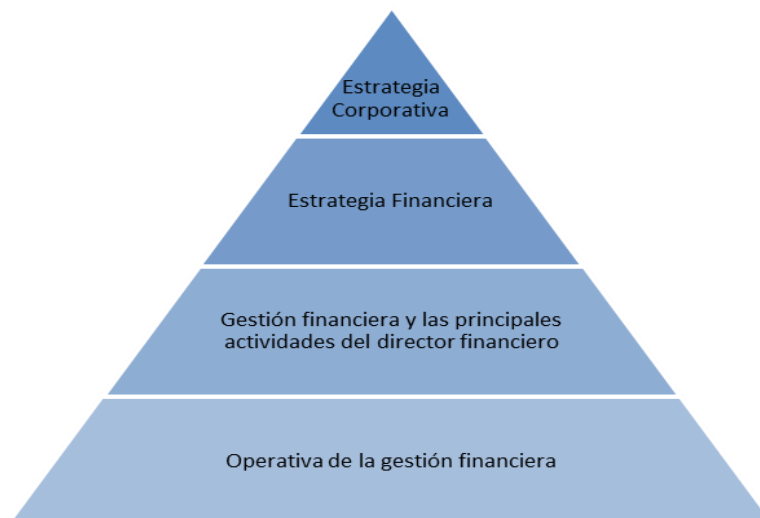 Estrategia
Corporativa
Estrategia Financiera
Gestión financiera y las principales
actividades del director financiero
Operativa de la gestión financiera